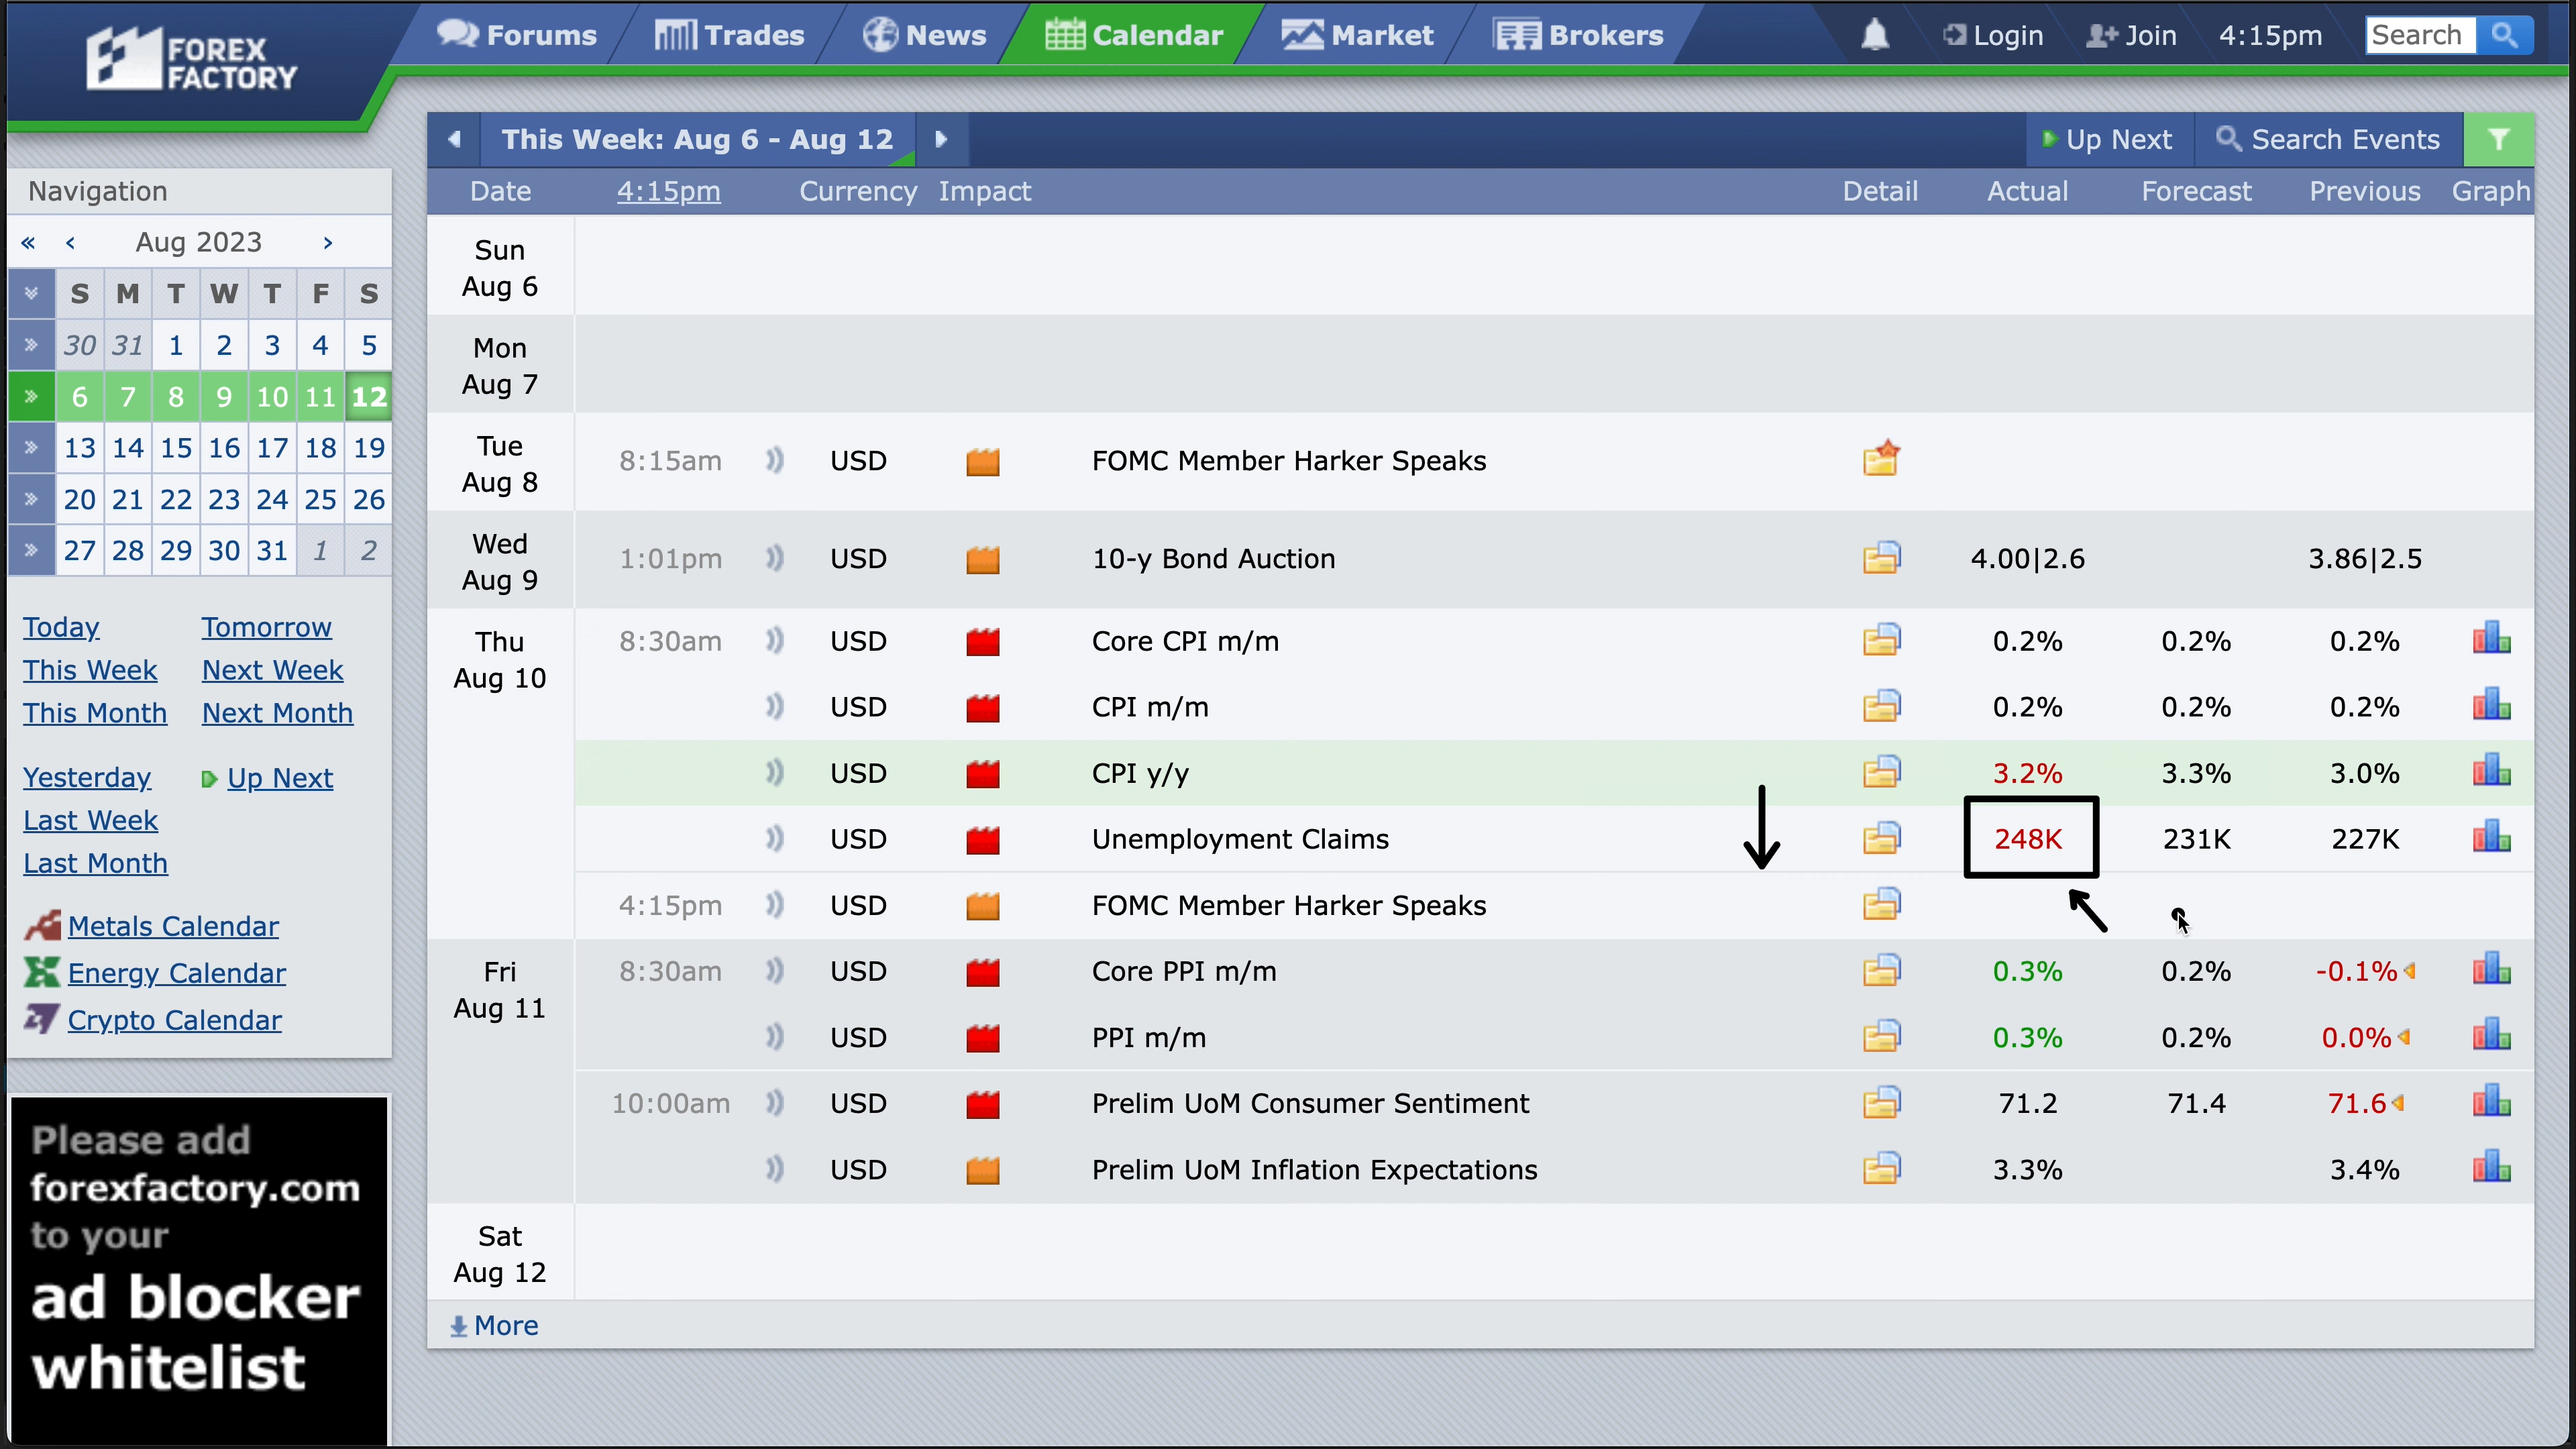 FOREX
FACTORY
Forums
Trades
News
Calendar
Market
Brokers
Login
Join
4:15pm
Search
Navigation
« ‹ Aug 2023 ›
S M T W T F S
30 31 1 2 3 4 5
6 7 8 9 10 11 12
13 14 15 16 17 18 19
20 21 22 23 24 25 26
27 28 29 30 31 1 2
Today Tomorrow
This Week Next Week
This Month Next Month
Yesterday Up Next
Last Week
Last Month
Metals Calendar
Energy Calendar
Crypto Calendar
Please add
forexfactory.com
to your
ad blocker
whitelist
This Week: Aug 6 - Aug 12
Up Next
Search Events
Date 4:15pm Currency Impact Detail Actual Forecast Previous Graph
Sun
Aug 6
Mon
Aug 7
Tue
Aug 8
8:15am USD FOMC Member Harker Speaks
Wed
Aug 9
1:01pm USD 10-y Bond Auction 4.00|2.6 3.86|2.5
Thu
Aug 10
8:30am USD Core CPI m/m 0.2% 0.2% 0.2%
USD CPI m/m 0.2% 0.2% 0.2%
USD CPI y/y 3.2% 3.3% 3.0%
USD Unemployment Claims 248K 231K 227K
4:15pm USD FOMC Member Harker Speaks
Fri
Aug 11
8:30am USD Core PPI m/m 0.3% 0.2% -0.1%
USD PPI m/m 0.3% 0.2% 0.0%
10:00am USD Prelim UoM Consumer Sentiment 71.2 71.4 71.6
USD Prelim UoM Inflation Expectations 3.3% 3.4%
Sat
Aug 12
More